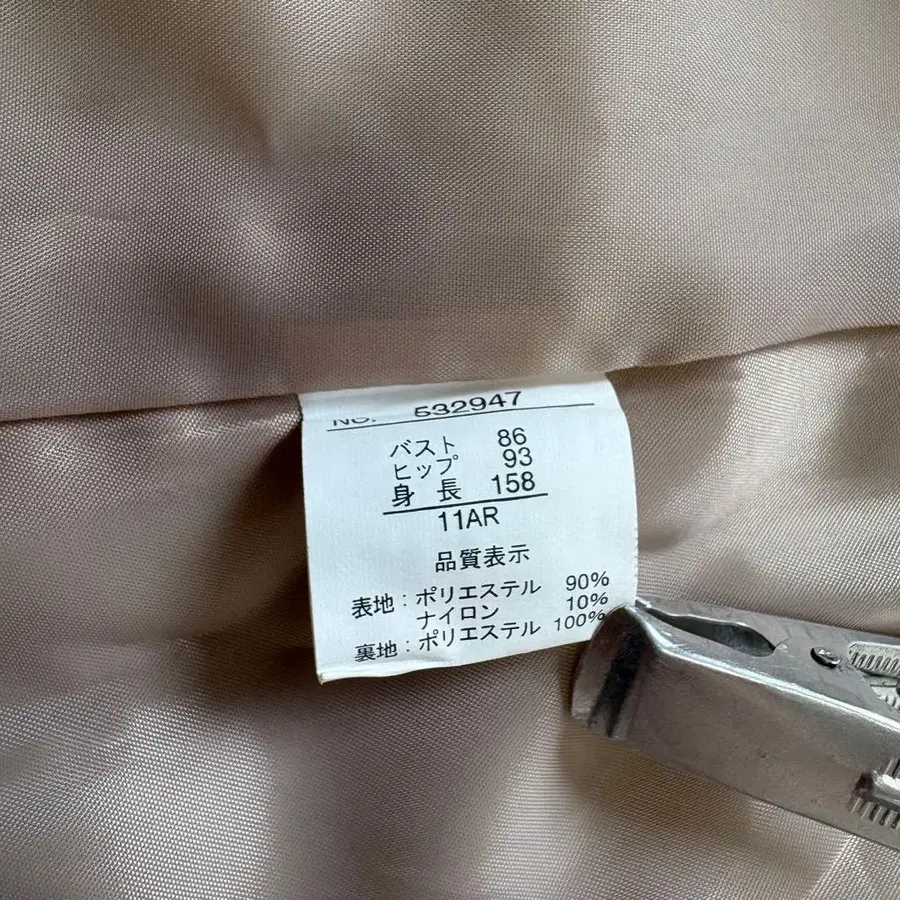 NO. 532947
バスト 86
ヒップ 93
身長 158
11AR
品質表示
表地:ポリエステル 90%
ナイロン 10%
裏地:ポリエステル 100%